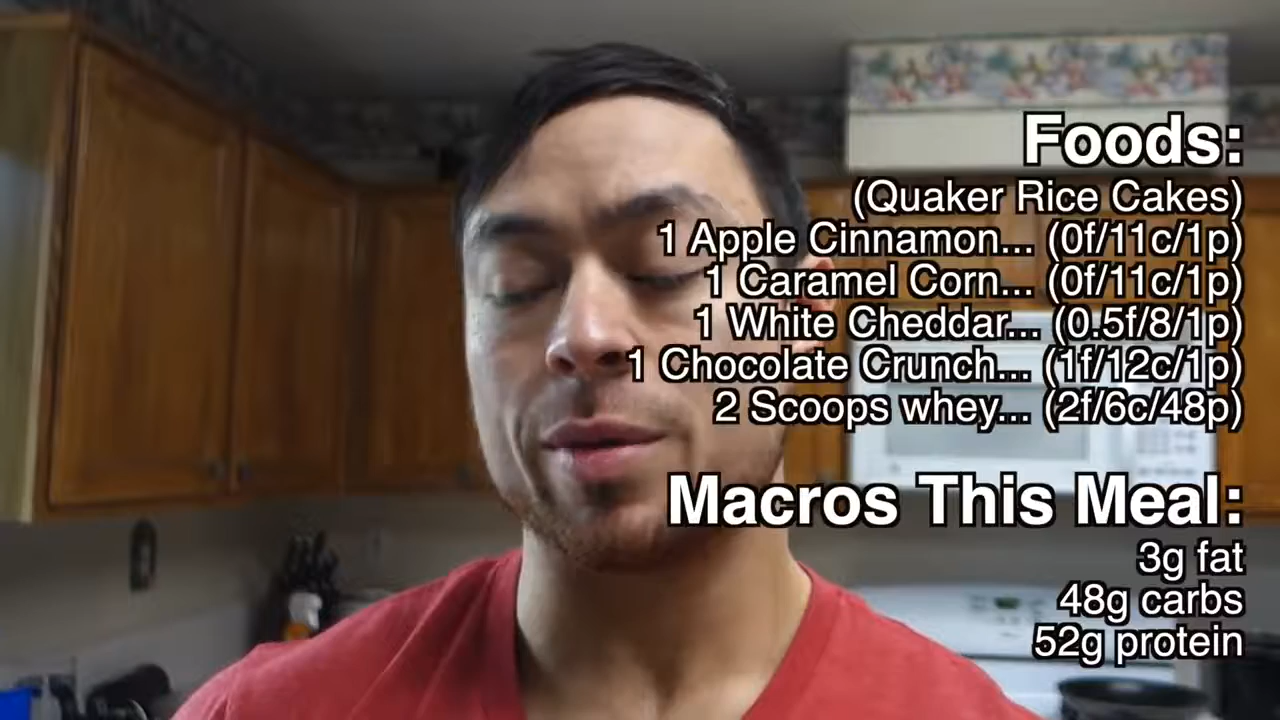 Foods:
(Quaker Rice Cakes)
1 Apple Cinnamon... (0f/11c/1p)
1 Caramel Corn... (0f/11c/1p)
1 White Cheddar... (0.5f/8/1p)
1 Chocolate Crunch... (1f/12c/1p)
2 Scoops whey... (2f/6c/48p)
Macros This Meal:
3g fat
48g carbs
52g protein